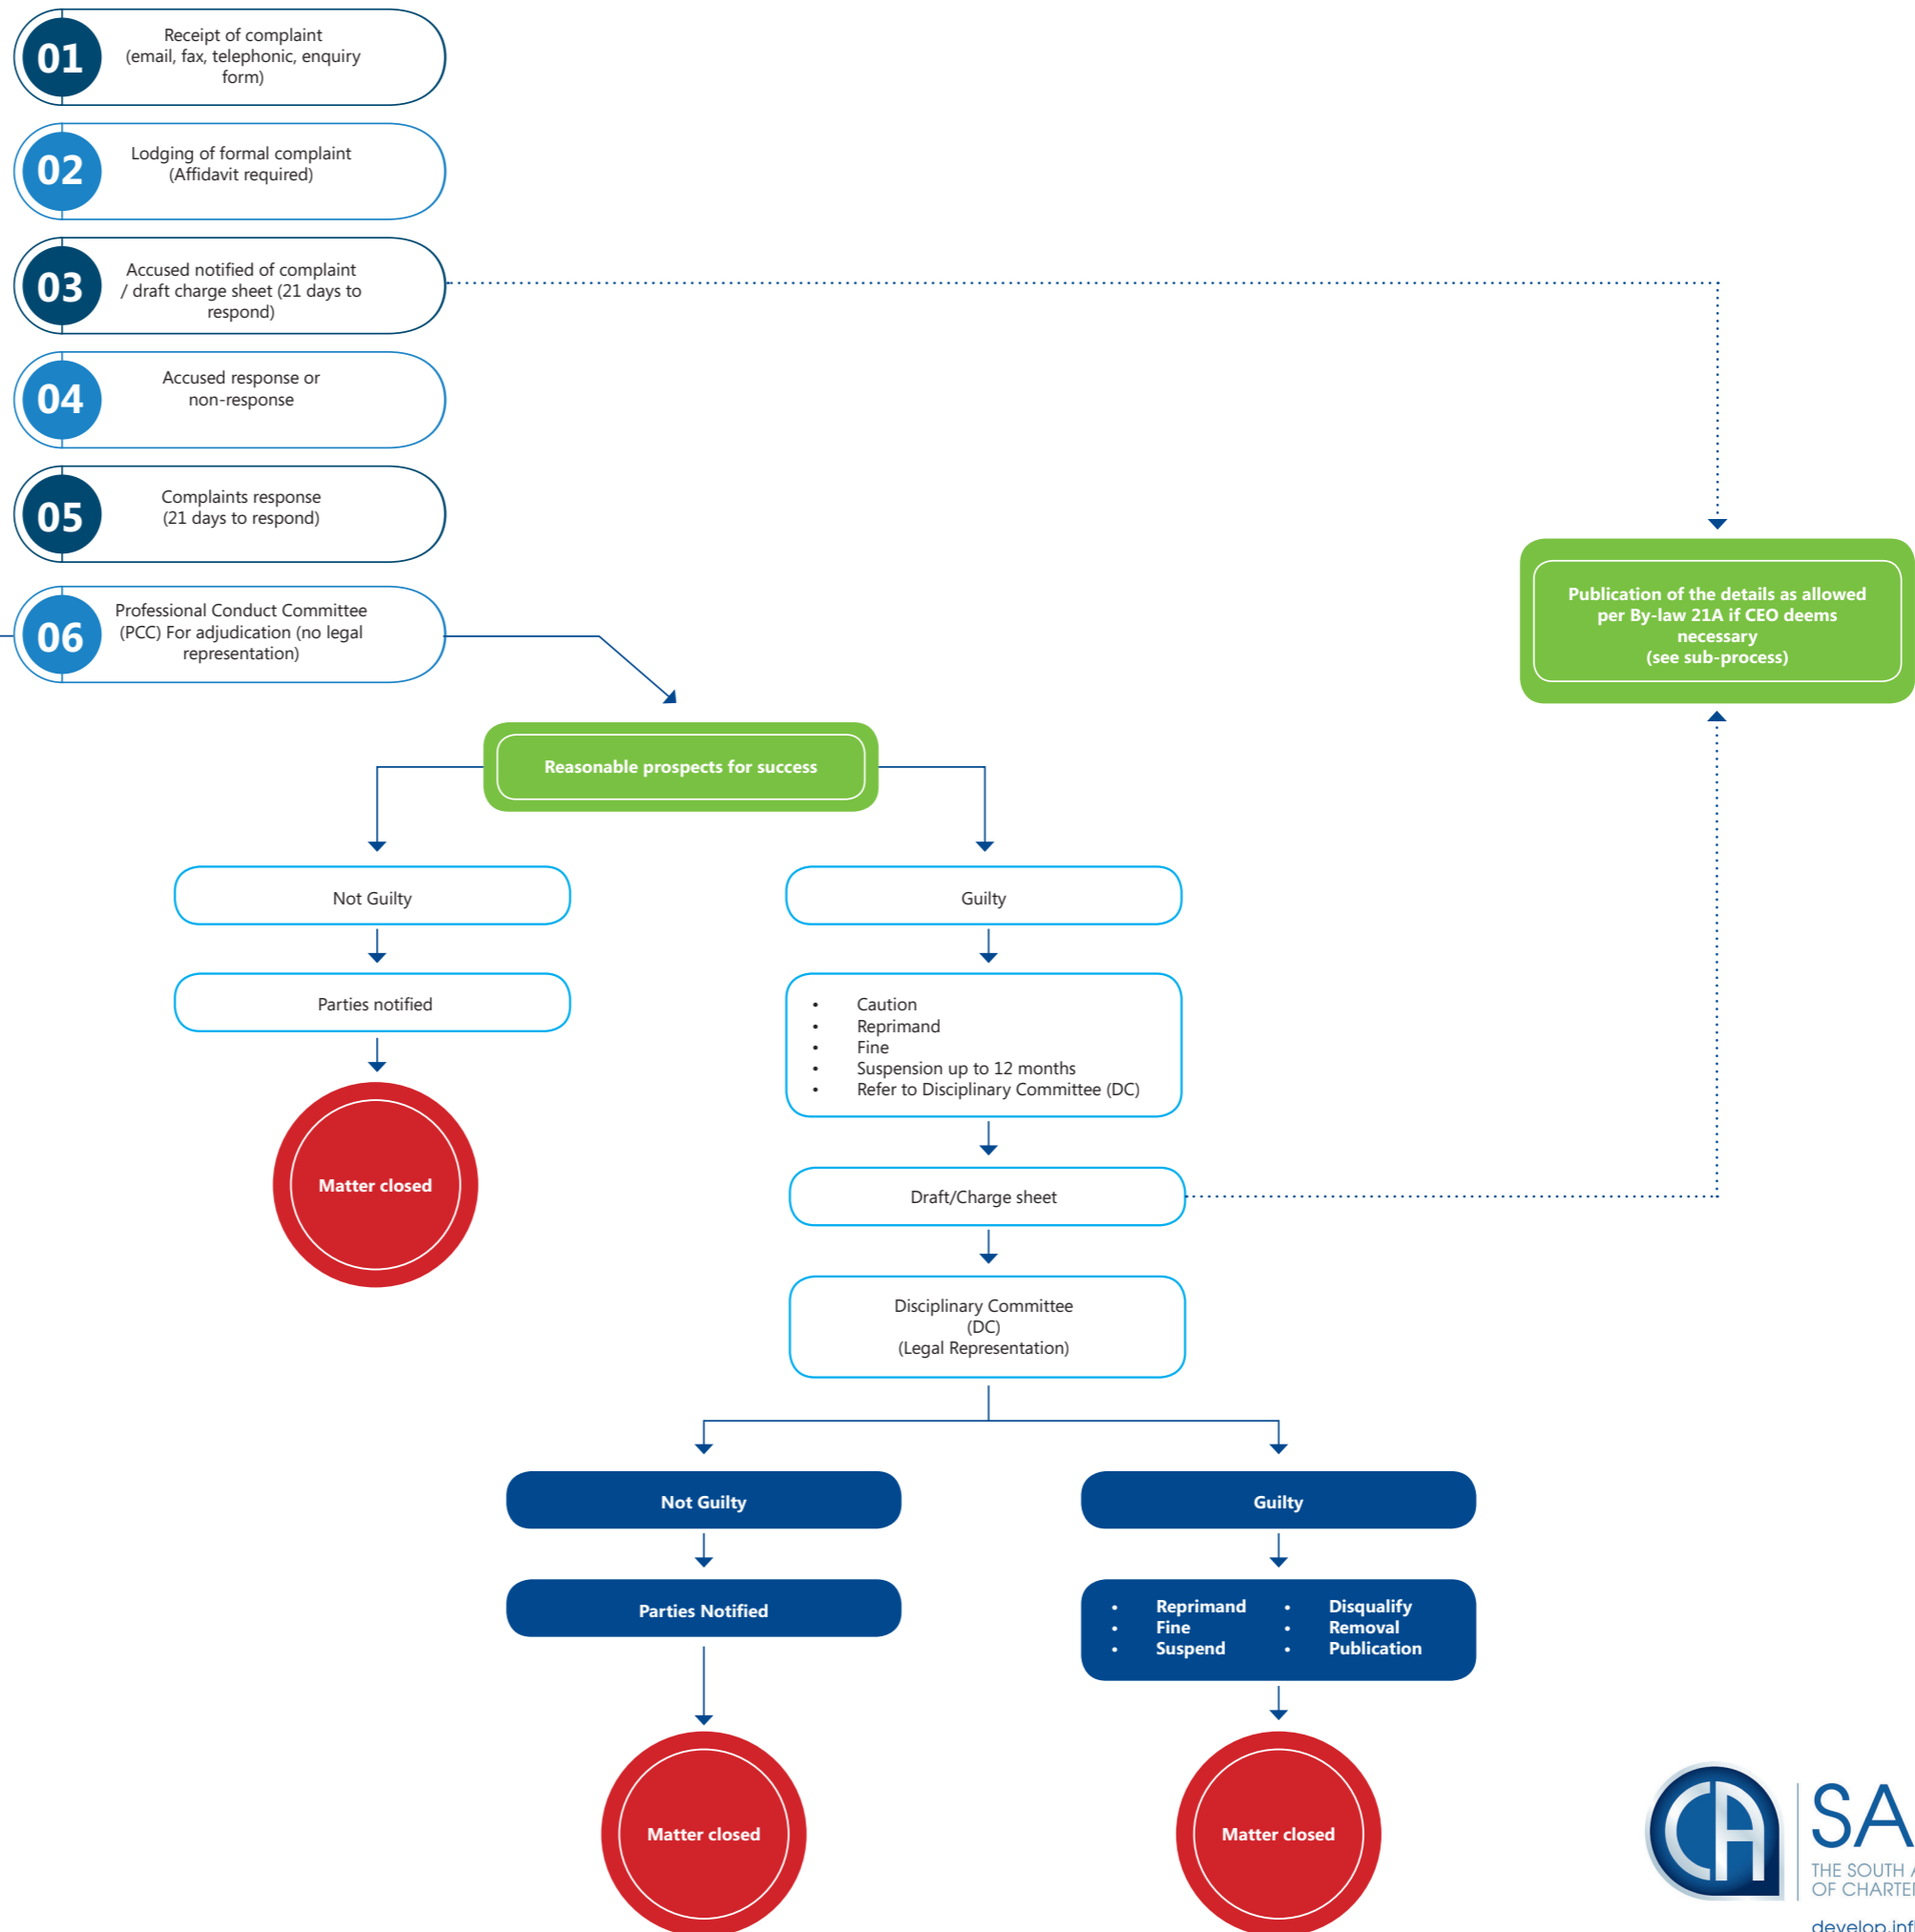 01
Receipt of complaint
(email, fax, telephonic, enquiry
form)
02
Lodging of formal complaint
(Affidavit required)
03
Accused notified of complaint
/ draft charge sheet (21 days to
respond)
04
Accused response or
non-response
05
Complaints response
(21 days to respond)
06
Professional Conduct Committee
(PCC) For adjudication (no legal
representation)
Publication of the details as allowed
per By-law 21A if CEO deems
necessary
(see sub-process)
Reasonable prospects for success
Not Guilty
Guilty
Parties notified
• Caution
• Reprimand
• Fine
• Suspension up to 12 months
• Refer to Disciplinary Committee (DC)
Matter closed
Draft/Charge sheet
Disciplinary Committee
(DC)
(Legal Representation)
Not Guilty
Guilty
Parties Notified
• Reprimand
• Fine
• Suspend
• Disqualify
• Removal
• Publication
Matter closed
Matter closed
CA
SA
THE SOUTH
OF
develop.